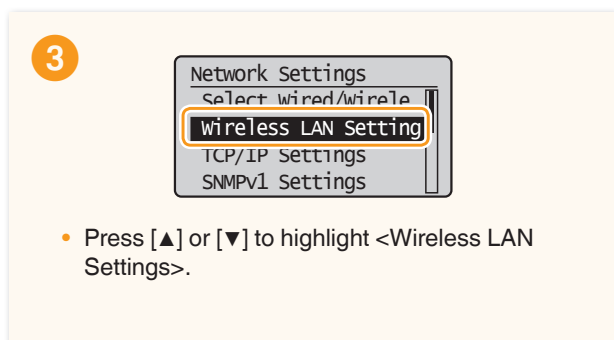 3
Network Settings
Select Wired/Wirele
Wireless LAN Setting
TCP/IP Settings
SNMPv1 Settings
• Press [▲] or [▼] to highlight <Wireless LAN
Settings>.